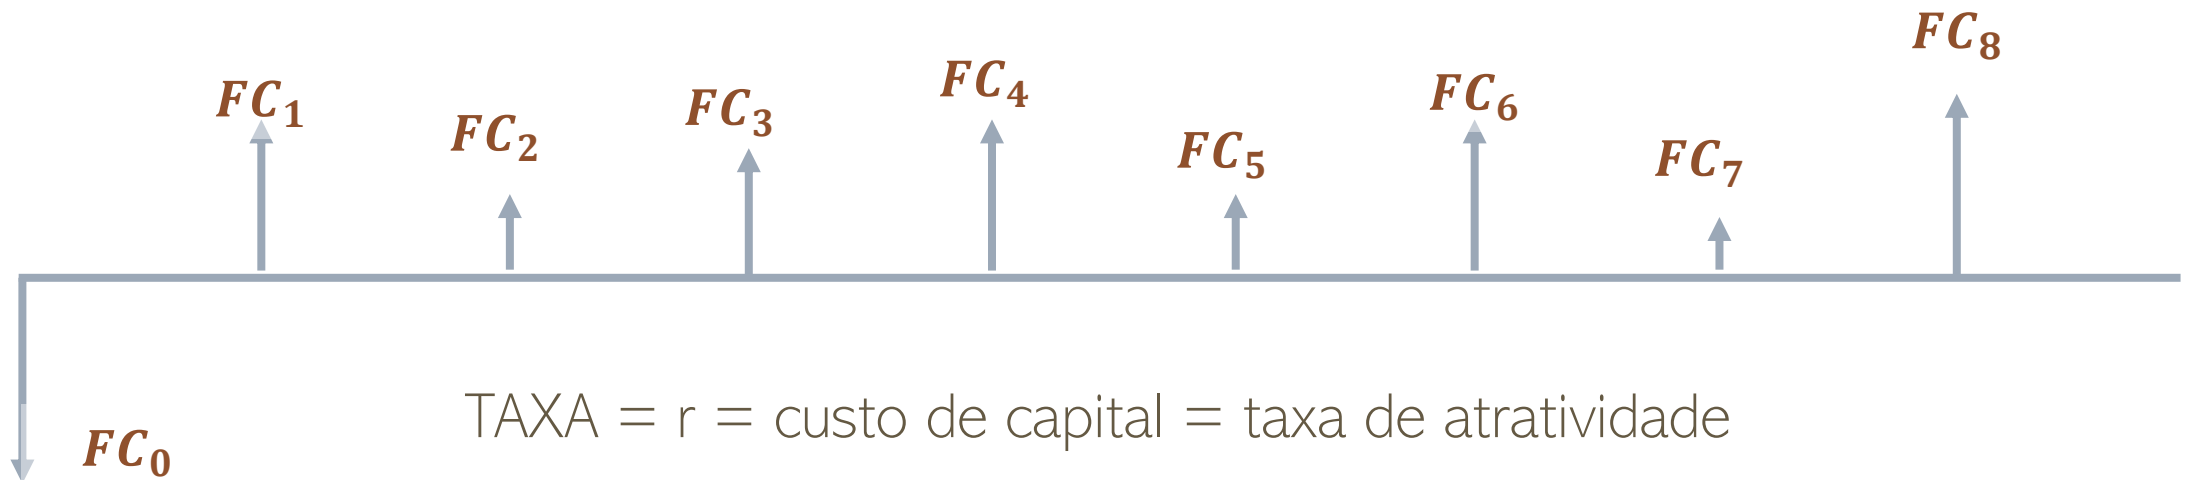 FC₁
FC₂
FC₃
FC₄
FC₅
FC₆
FC₇
FC₈
FC₀
TAXA = r = custo de capital = taxa de atratividade